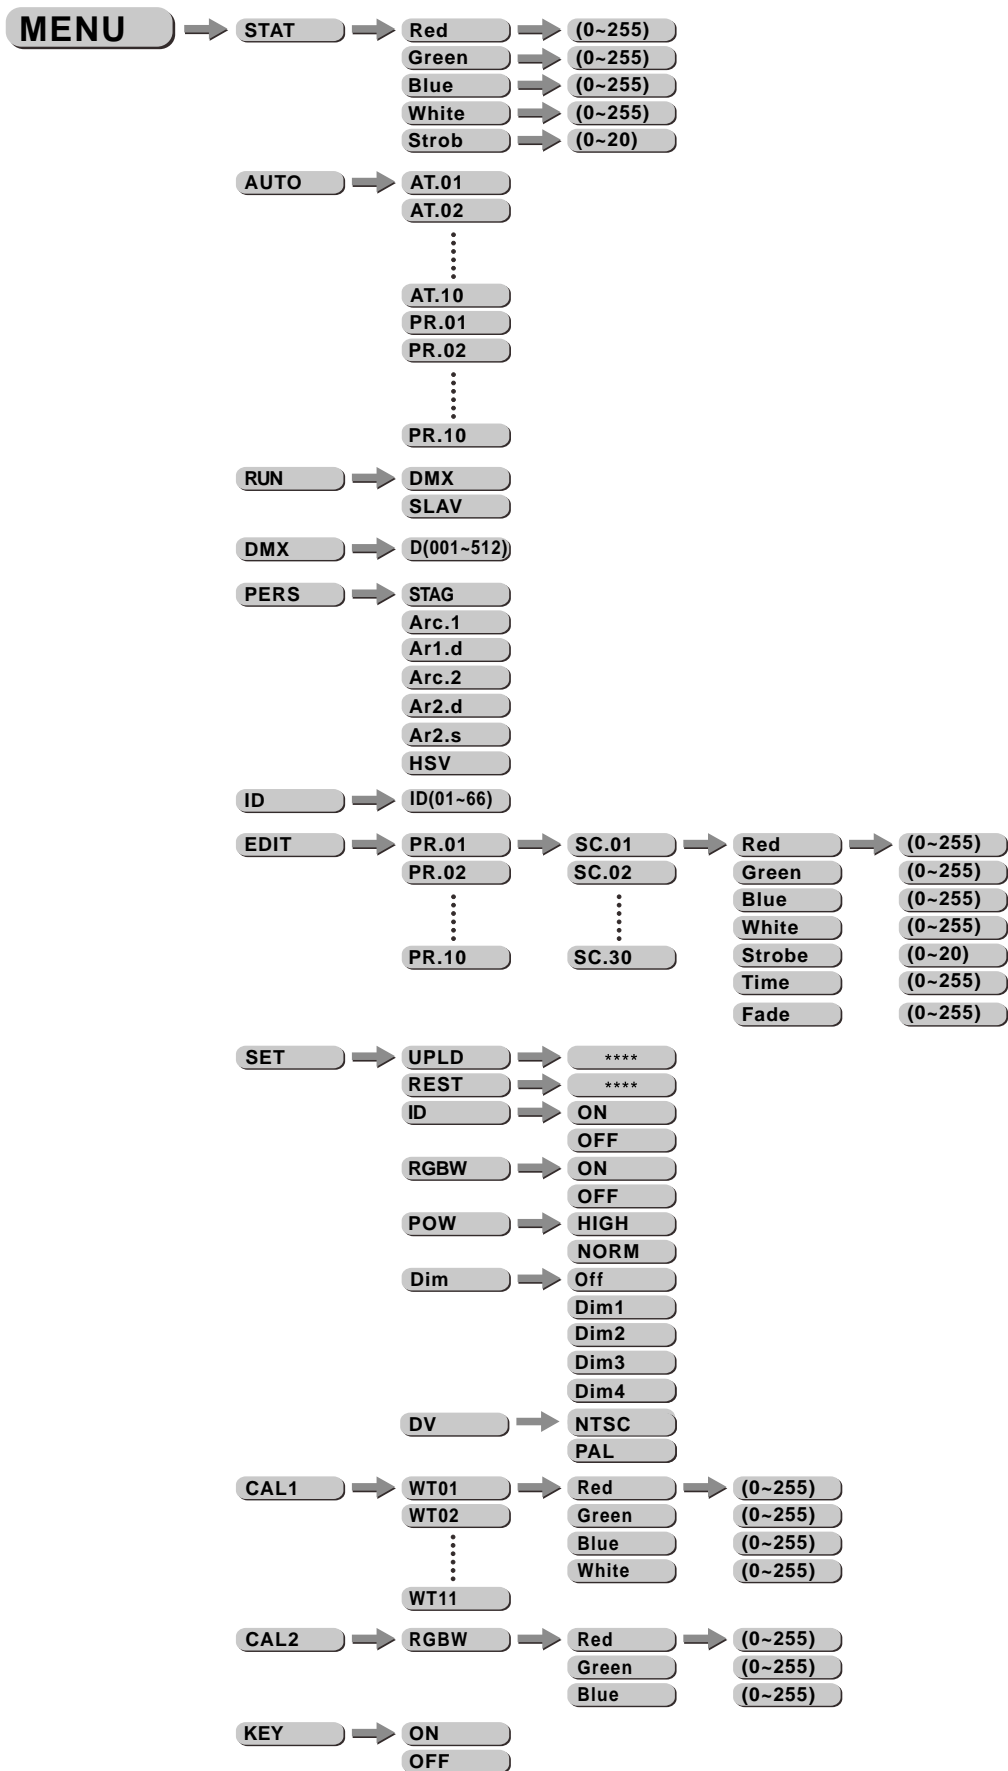 MENU STAT Red (0~255)
Green (0~255)
Blue (0~255)
White (0~255)
Strob (0~20)
AUTO AT.01
AT.02
AT.10
PR.01
PR.02
PR.10
RUN DMX
SLAV
DMX D(001~512)
PERS STAG
Arc.1
Ar1.d
Arc.2
Ar2.d
Ar2.s
HSV
ID ID(01~66)
EDIT PR.01 SC.01 Red (0~255)
PR.02 SC.02 Green (0~255)
Blue (0~255)
White (0~255)
PR.10 SC.30 Strobe (0~20)
Time (0~255)
Fade (0~255)
SET UPLD ****
REST ****
ID ON
OFF
RGBW ON
OFF
POW HIGH
NORM
Dim Off
Dim1
Dim2
Dim3
Dim4
DV NTSC
PAL
CAL1 WT01 Red (0~255)
WT02 Green (0~255)
Blue (0~255)
White (0~255)
WT11
CAL2 RGBW Red (0~255)
Green (0~255)
Blue (0~255)
KEY ON
OFF